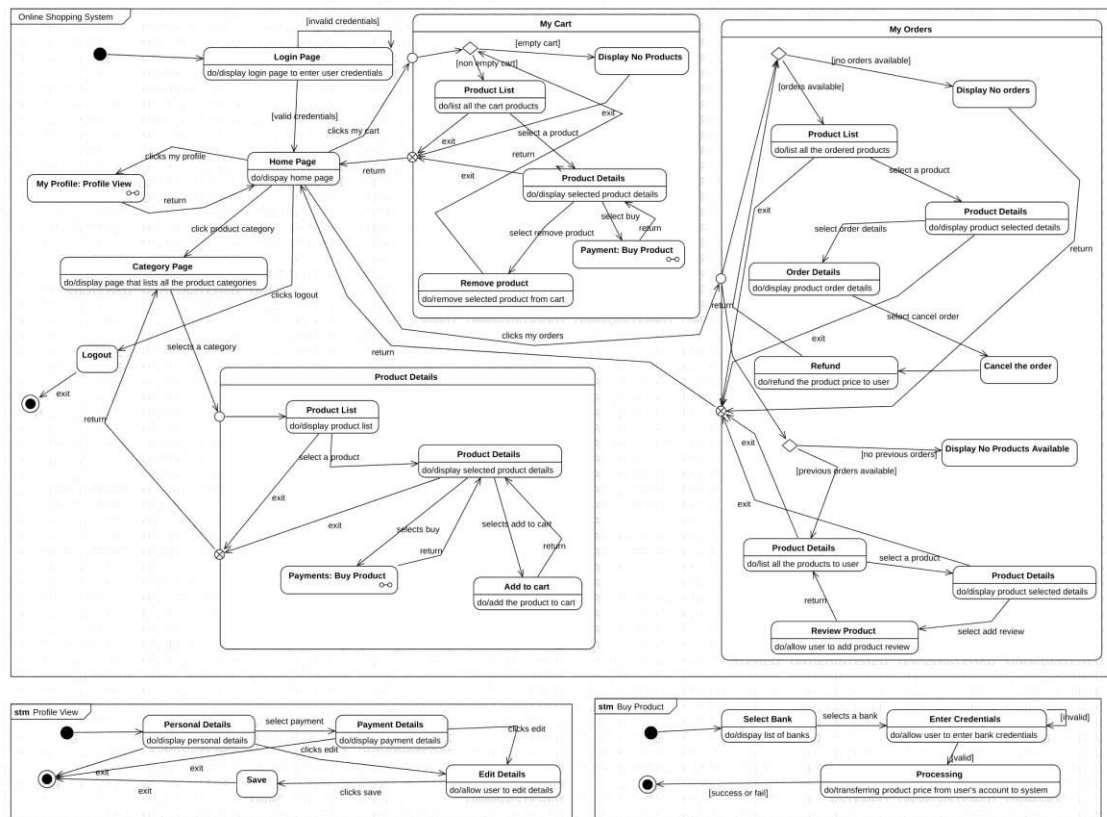 Online Shopping System
[invalid credentials]
Login Page
do/display login page to enter user credentials
[valid credentials]
clicks my cart
clicks my profile
Home Page
do/dispay home page
My Profile: Profile View
return
return
click product category
Category Page
do/display page that lists all the product categories
clicks logout
selects a category
Logout
exit
return
clicks my orders
return
My Cart
[empty cart]
[non empty cart]
Display No Products
Product List
do/list all the cart products
exit
select a product
exit
return
Product Details
do/display selected product details
exit
select buy
return
select remove product
Payment: Buy Product
Remove product
do/remove selected product from cart
My Orders
[no orders available]
[orders available]
Display No orders
Product List
do/list all the ordered products
select a product
exit
Product Details
do/display product selected details
select order details
return
Order Details
do/display product order details
return
select cancel order
exit
Refund
do/refund the product price to user
Cancel the order
exit
[no previous orders]
Display No Products Available
[previous orders available]
exit
Product Details
do/list all the products to user
select a product
Product Details
do/display product selected details
return
Review Product
do/allow user to add product review
select add review
Product Details
Product List
do/display product list
select a product
Product Details
do/display selected product details
exit
exit
selects buy
selects add to cart
return
return
Payments: Buy Product
Add to cart
do/add the product to cart
stm Profile View
Personal Details
do/display personal details
select payment
Payment Details
do/display payment details
clicks edit
clicks edit
exit
exit
Save
exit
clicks save
Edit Details
do/allow user to edit details
stm Buy Product
Select Bank
do/dispay list of banks
selects a bank
Enter Credentials
do/allow user to enter bank credentials
[invalid]
[valid]
Processing
do/transferring product price from user's account to system
[success or fail]